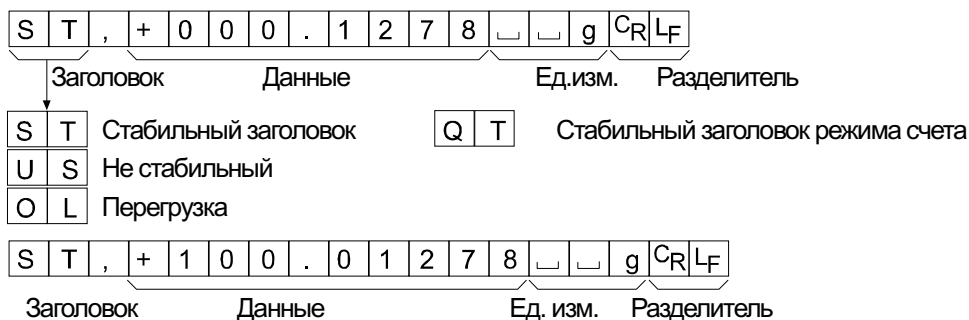 S T , + 0 0 0 . 1 2 7 8 ⎵ ⎵ g CR LF
Заголовок Данные Ед.изм. Разделитель
S T Стабильный заголовок Q T Стабильный заголовок режима счета
U S Не стабильный
O L Перегрузка
S T , + 1 0 0 . 0 1 2 7 8 ⎵ ⎵ g CR LF
Заголовок Данные Ед. изм. Разделитель